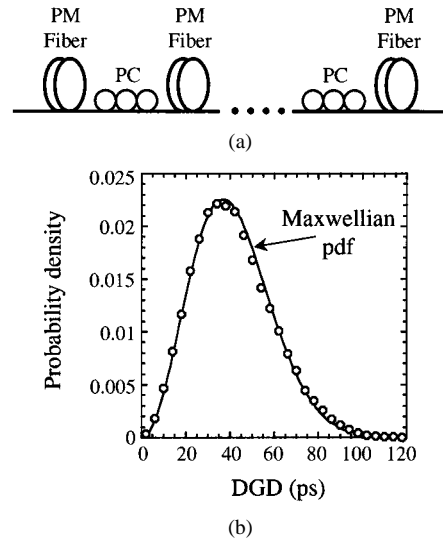 PM
Fiber
PM
Fiber
PM
Fiber
PC
PC
(a)
0.025
0.02
0.015
0.01
0.005
0
Probability density
Maxwellian
pdf
0 20 40 60 80 100 120
DGD (ps)
(b)